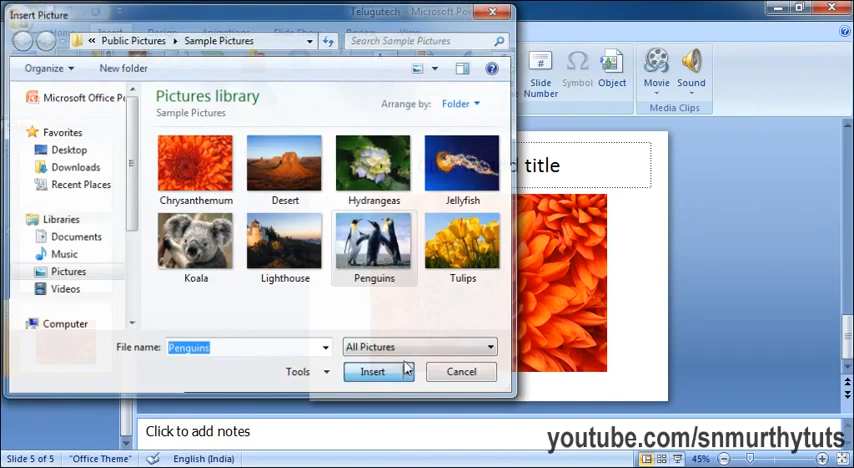 Insert Picture
Telugutech - Microsoft Po
Public Pictures
Sample Pictures
Search Sample Pictures
Organize
New folder
Microsoft Office Po
Favorites
Desktop
Downloads
Recent Places
Libraries
Documents
Music
Pictures
Videos
Computer
Pictures library
Sample Pictures
Arrange by:
Folder
Chrysanthemum
Desert
Hydrangeas
Jellyfish
Koala
Lighthouse
Penguins
Tulips
File name:
Penguins
All Pictures
Tools
Insert
Cancel
Slide
Number
Symbol
Object
Movie
Sound
Media Clips
title
Click to add notes
youtube.com/snmurthytuts
Slide 5 of 5
"Office Theme"
English (India)
45%